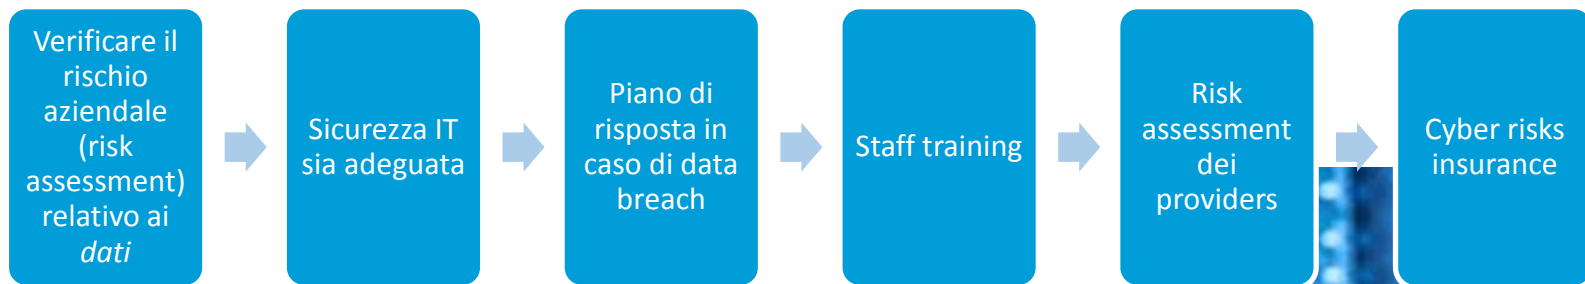 Verificare il
rischio
aziendale
(risk
assessment)
relativo ai
dati
Sicurezza IT
sia adeguata
Piano di
risposta in
caso di data
breach
Staff training
Risk
assessment
dei
providers
Cyber risks
insurance